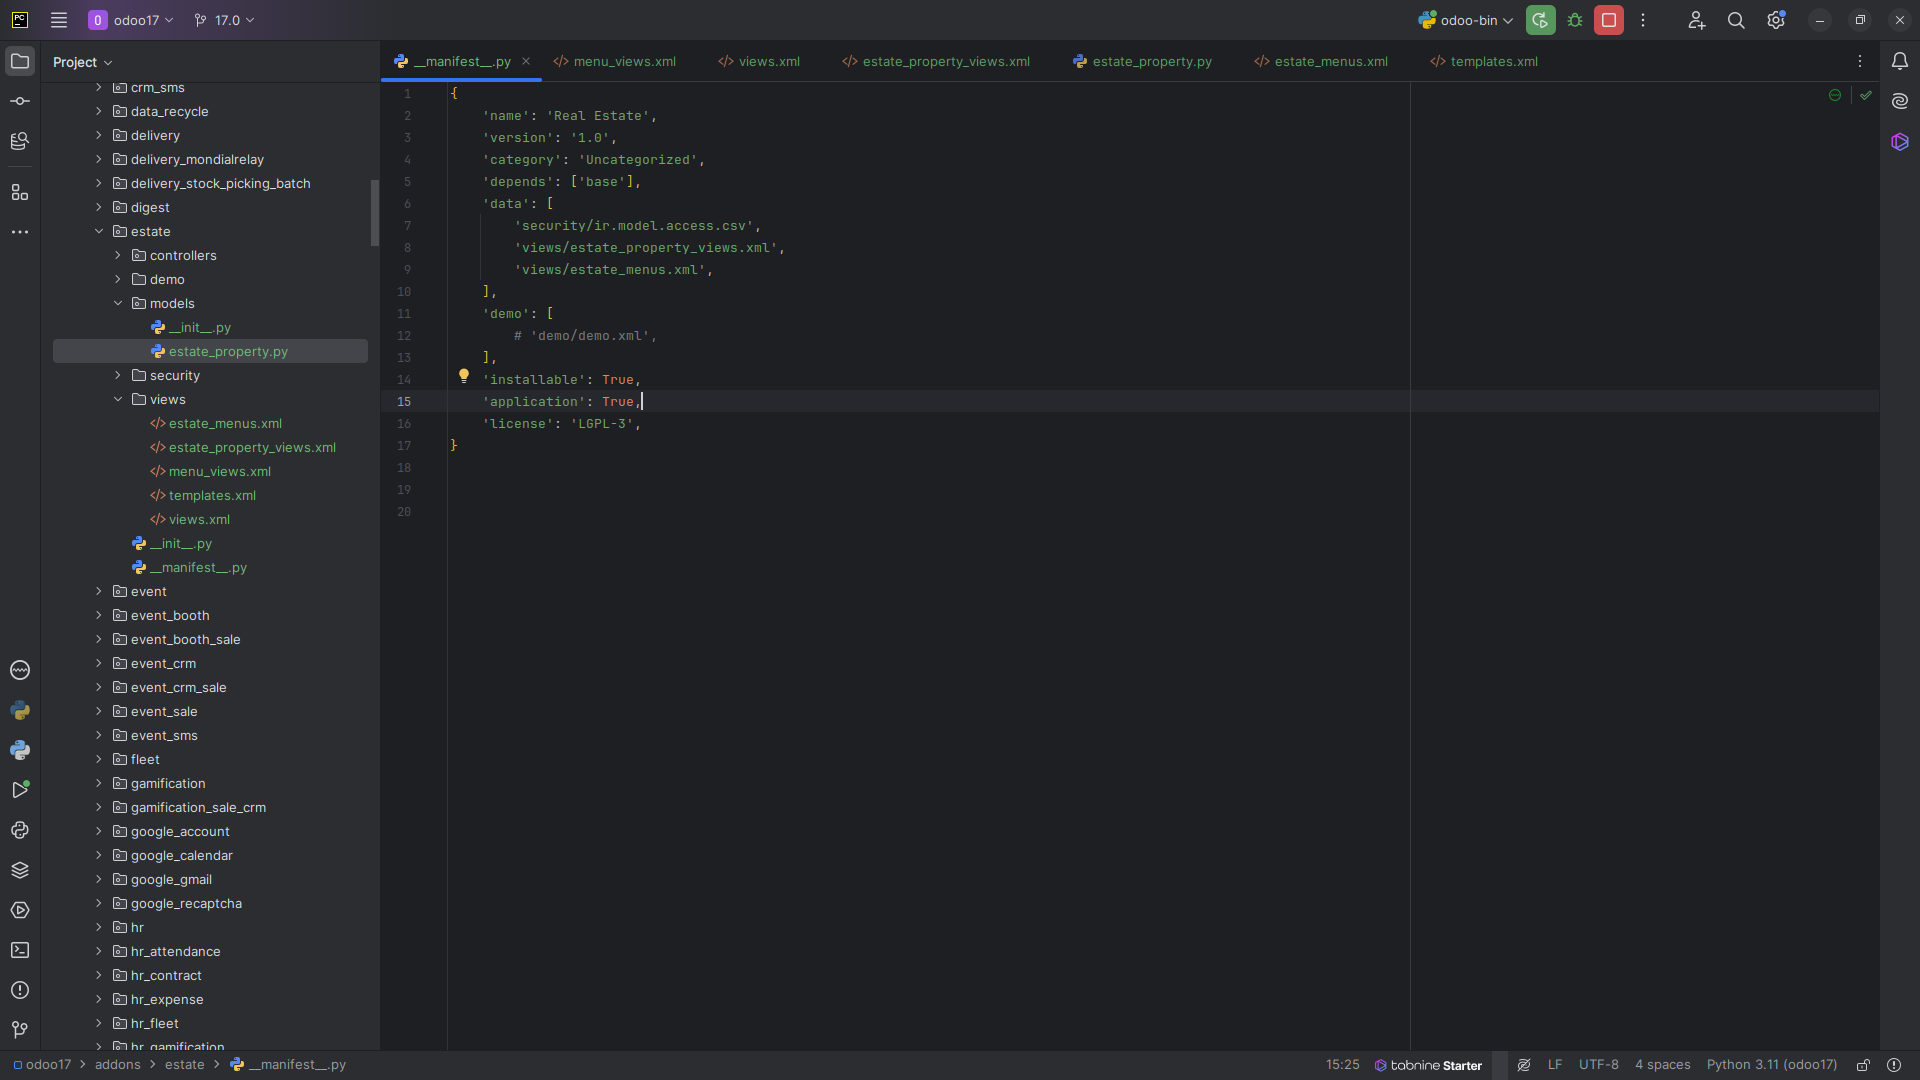 PC
O odoo17 17.0 odoo-bin
Project
__manifest__.py menu_views.xml views.xml estate_property_views.xml estate_property.py estate_menus.xml templates.xml
crm_sms
data_recycle
delivery
delivery_mondialrelay
delivery_stock_picking_batch
digest
estate
controllers
demo
models
__init__.py
estate_property.py
security
views
estate_menus.xml
estate_property_views.xml
menu_views.xml
templates.xml
views.xml
__init__.py
__manifest__.py
event
event_booth
event_booth_sale
event_crm
event_crm_sale
event_sale
event_sms
fleet
gamification
gamification_sale_crm
google_account
google_calendar
google_gmail
google_recaptcha
hr
hr_attendance
hr_contract
hr_expense
hr_fleet
hr_gamification
1 {
2 'name': 'Real Estate',
3 'version': '1.0',
4 'category': 'Uncategorized',
5 'depends': ['base'],
6 'data': [
7 'security/ir.model.access.csv',
8 'views/estate_property_views.xml',
9 'views/estate_menus.xml',
10 ],
11 'demo': [
12 # 'demo/demo.xml',
13 ],
14 'installable': True,
15 'application': True,
16 'license': 'LGPL-3',
17 }
18
19
20
odoo17 > addons > estate > __manifest__.py 15:25 tabnine Starter LF UTF-8 4 spaces Python 3.11 (odoo17)